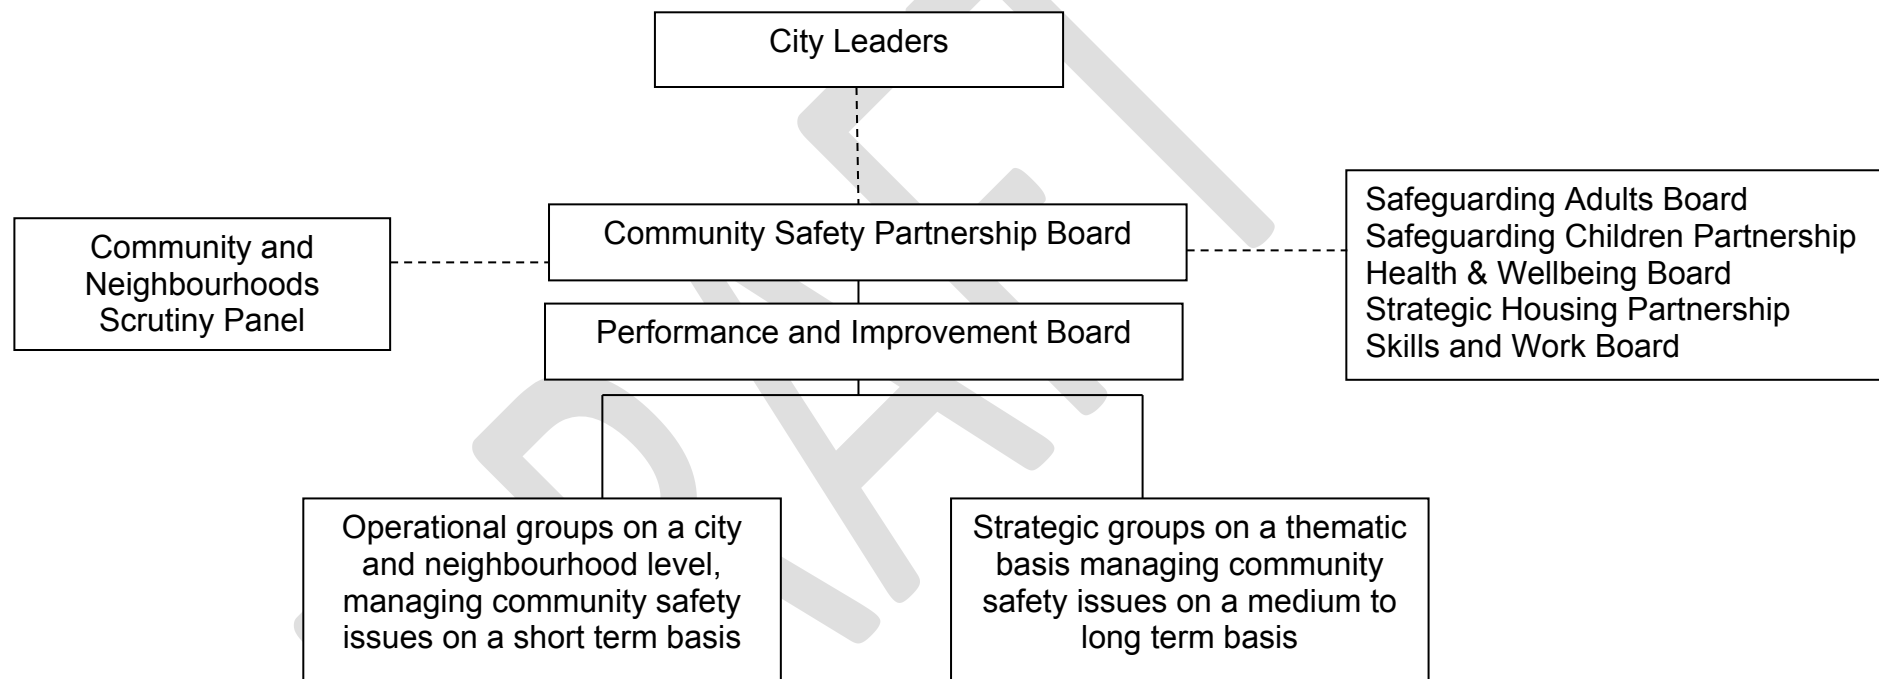 City Leaders
Community and
Neighbourhoods
Scrutiny Panel
Community Safety Partnership Board
Safeguarding Adults Board
Safeguarding Children Partnership
Health & Wellbeing Board
Strategic Housing Partnership
Skills and Work Board
Performance and Improvement Board
Operational groups on a city
and neighbourhood level,
managing community safety
issues on a short term basis
Strategic groups on a thematic
basis managing community
safety issues on a medium to
long term basis
DRAFT